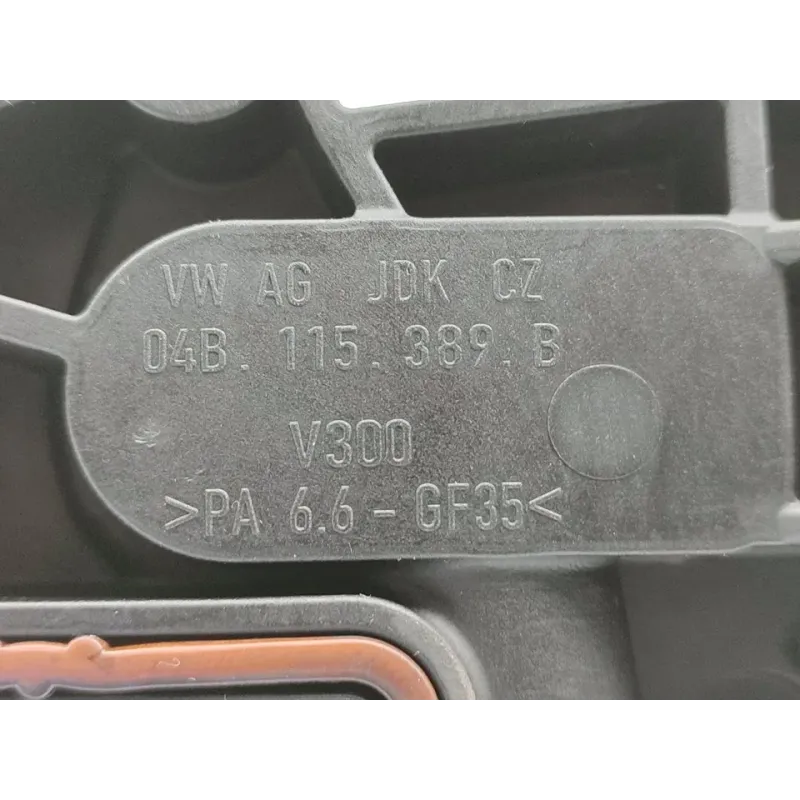 VW AG JDK CZ
04B. 115. 389. B
V300
>PA 6.6-GF35<